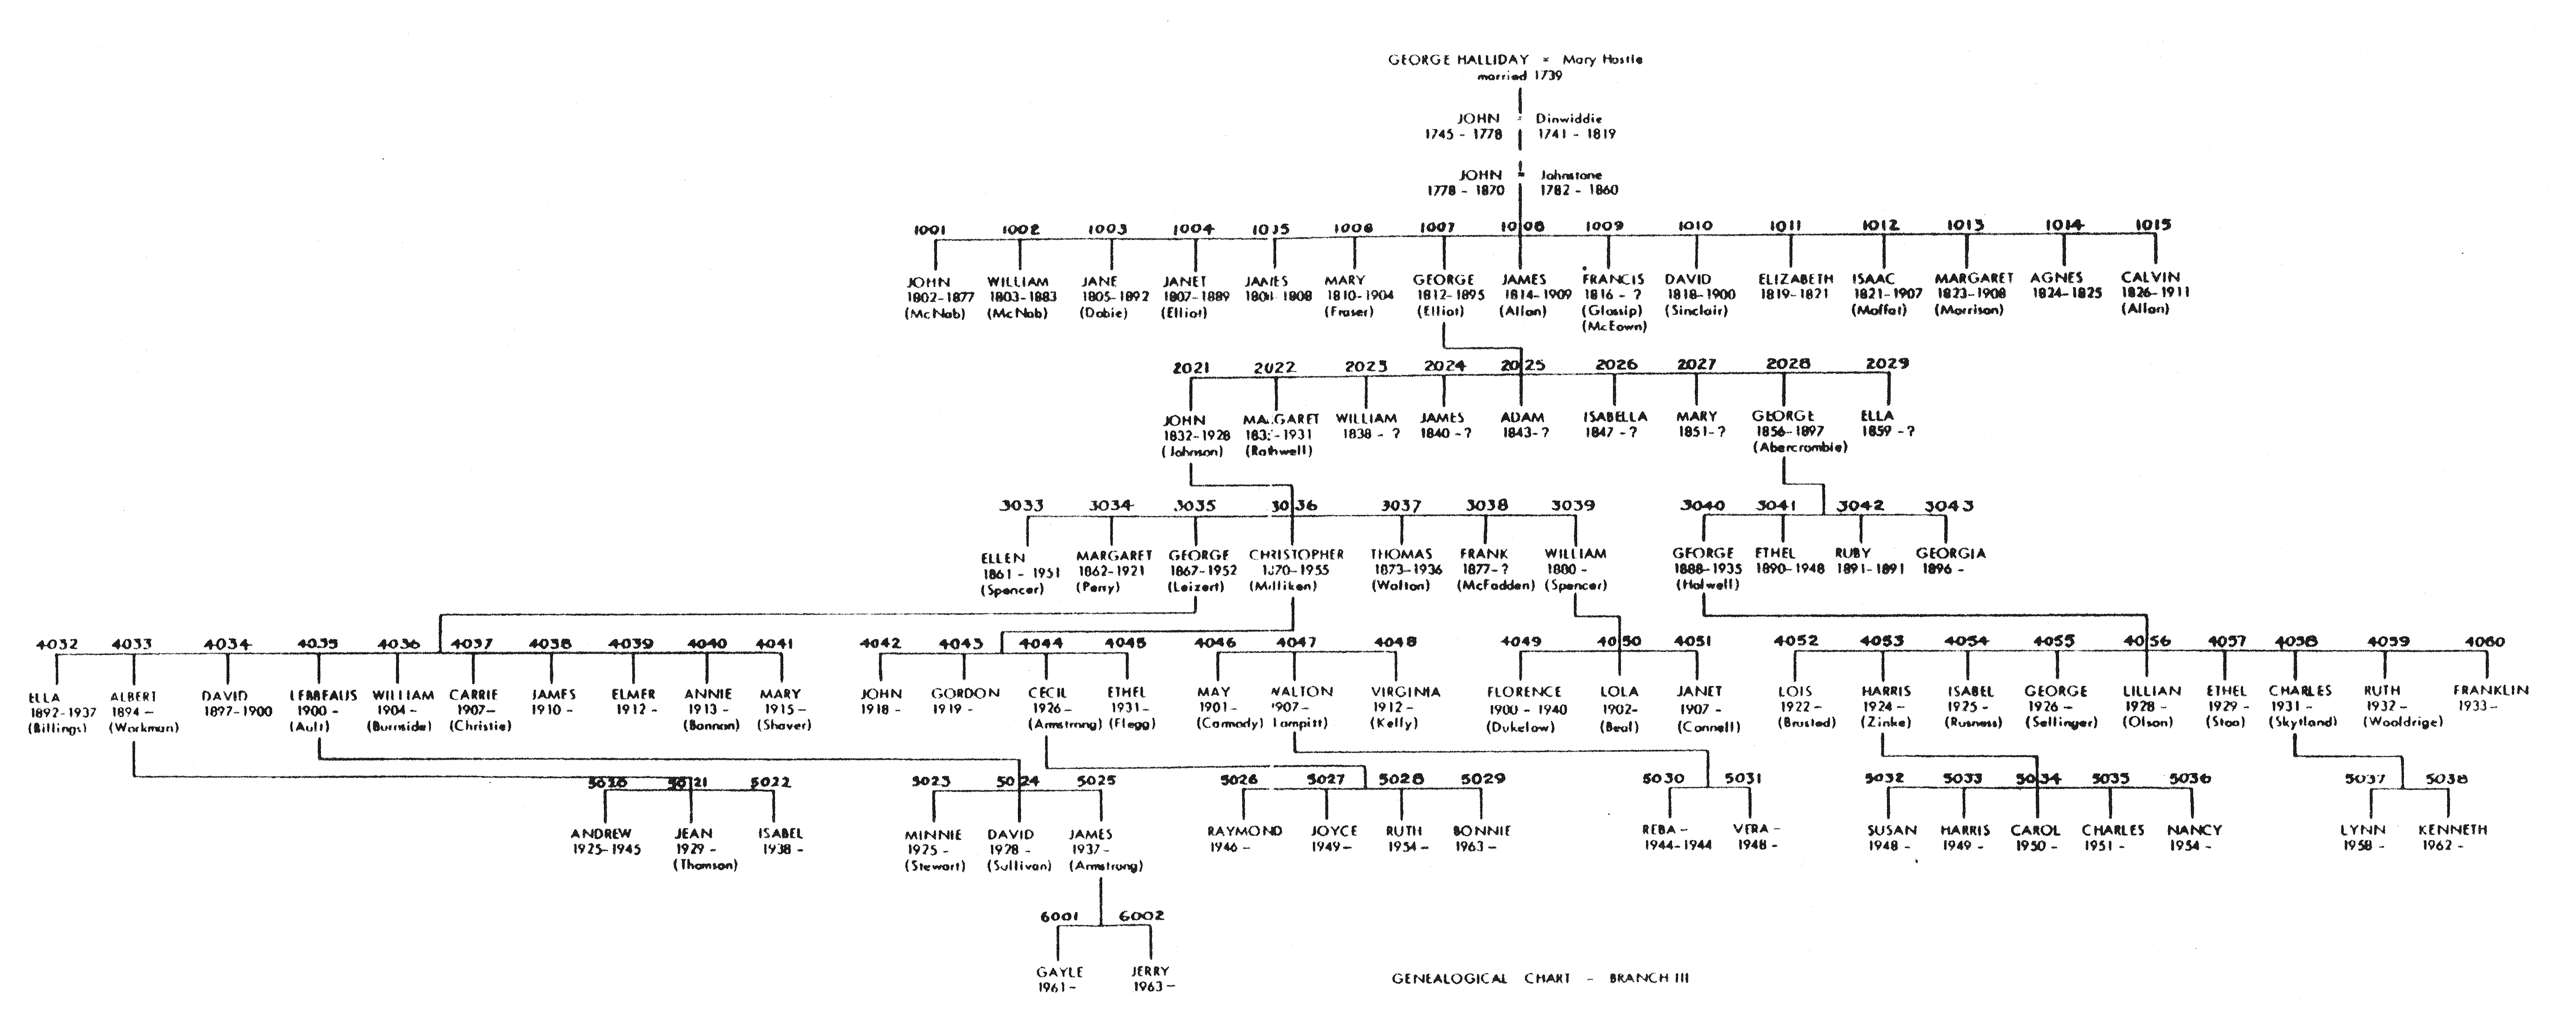 GEORGE HALLIDAY = Mary Hastie
married 1739
JOHN = Dinwiddie
1745 - 1778 1741 - 1819
JOHN = Johnstone
1778 - 1870 1782 - 1860
1001 1002 1003 1004 1005 1006 1007 1008 1009 1010 1011 1012 1013 1014 1015
JOHN WILLIAM JANE JANET JAMES MARY GEORGE JAMES FRANCIS DAVID ELIZABETH ISAAC MARGARET AGNES CALVIN
1802-1877 1803-1883 1805-1892 1807-1889 1808 1810-1904 1812-1895 1814-1909 1816 - ? 1818-1900 1819-1821 1821-1907 1823-1908 1824-1825 1826-1911
(McNab) (McNab) (Dobie) (Elliot) (Fraser) (Elliot) (Allan) (Glossip) (Sinclair) (Moffat) (Morrison) (Allan)
(McEown)
2021 2022 2023 2024 2025 2026 2027 2028 2029
JOHN MARGARET WILLIAM JAMES ADAM ISABELLA MARY GEORGE ELLA
1832-1928 -1931 1838 - ? 1840 - ? 1843- ? 1847 - ? 1851- ? 1856-1897 1859 - ?
(Johnson) (Rothwell) (Abercrombie)
3033 3034 3035 3036 3037 3038 3039 3040 3041 3042 3043
ELLEN MARGARET GEORGE CHRISTOPHER THOMAS FRANK WILLIAM GEORGE ETHEL RUBY GEORGIA
1861 - 1951 1862-1921 1867-1952 1870-1955 1873-1936 1877- ? 1880 - 1888-1935 1890-1948 1891-1891 1896 -
(Spencer) (Perry) (Leizert) (Milliken) (Walton) (McFadden) (Spencer) (Halwell)
4032 4033 4034 4035 4036 4037 4038 4039 4040 4041 4042 4043 4044 4045 4046 4047 4048 4049 4050 4051 4052 4053 4054 4055 4056 4057 4058 4059 4060
ELLA ALBERT DAVID LEBBEAUS WILLIAM CARRIE JAMES ELMER ANNIE MARY JOHN GORDON CECIL ETHEL MAY WALTON VIRGINIA FLORENCE LOLA JANET LOIS HARRIS ISABEL GEORGE LILLIAN ETHEL CHARLES RUTH FRANKLIN
1892-1937 1894 - 1897-1900 1900 - 1904 - 1907- 1910 - 1912 - 1913 - 1915 - 1918 - 1919 - 1926 - 1931- 1901 - 1907- 1912 - 1900 - 1940 1902- 1907 - 1922 - 1924 - 1925 - 1926 - 1928 - 1929 - 1931 - 1932 - 1933-
(Billings) (Workman) (Ault) (Burnside) (Christie) (Bannon) (Shaver) (Armstrong) (Flegg) (Carmody) Lampitt) (Kelly) (Dukelow) (Beal) (Connell) (Brusted) (Zinke) (Rusness) (Sellinger) (Olson) (Stoa) (Skytland) (Wooldrige)
5020 5021 5022 5023 5024 5025 5026 5027 5028 5029 5030 5031 5032 5033 5034 5035 5036 5037 5038
ANDREW JEAN ISABEL MINNIE DAVID JAMES RAYMOND JOYCE RUTH BONNIE REBA - VERA - SUSAN HARRIS CAROL CHARLES NANCY LYNN KENNETH
1925-1945 1929 - 1938 - 1925 - 1928 - 1937- 1946 - 1949 - 1954 - 1963 - 1944-1944 1948 - 1948 - 1949 - 1950 - 1951 - 1954 - 1958 - 1962 -
(Thomson) (Stewart) (Sullivan) (Armstrong)
6001 6002
GAYLE JERRY
1961 - 1963 -
GENEALOGICAL CHART - BRANCH III